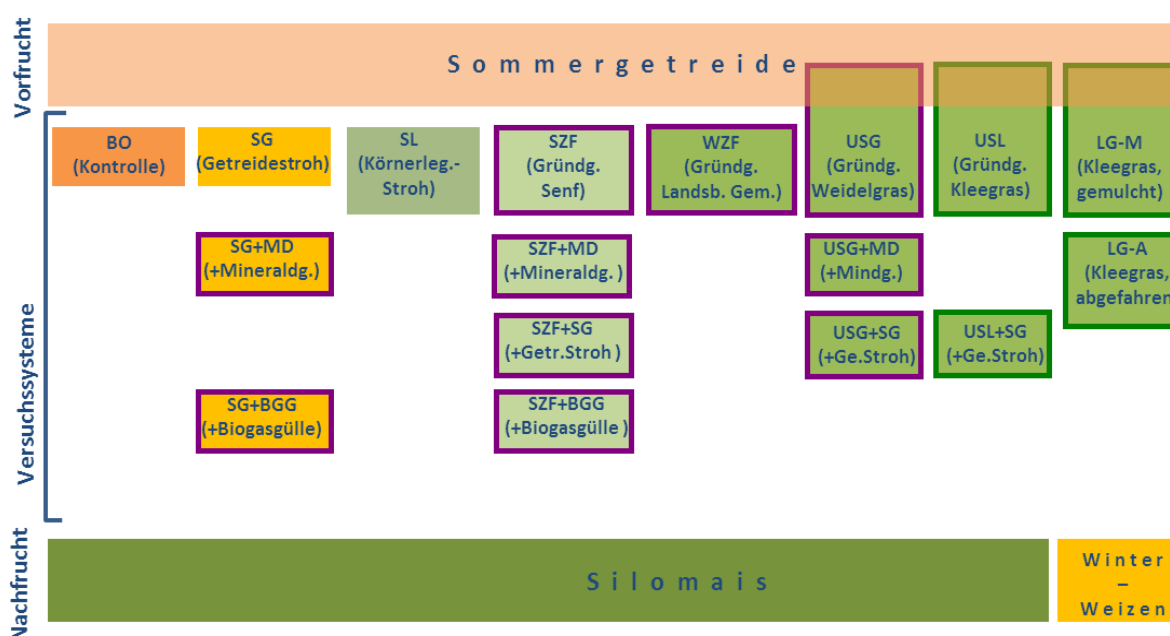 Vorfrucht
Sommergetreide
Versuchssysteme
BO
(Kontrolle)
SG
(Getreidestroh)
SL
(Körnerleg.-
Stroh)
SZF
(Gründg.
Senf)
WZF
(Gründg.
Landsb. Gem.)
USG
(Gründg.
Weidelgras)
USL
(Gründg.
Kleegras)
LG-M
(Kleegras,
gemulcht)
SG+MD
(+Mineraldg.)
SZF+MD
(+Mineraldg.)
USG+MD
(+Mindg.)
LG-A
(Kleegras,
abgefahren
SZF+SG
(+Getr.Stroh)
USG+SG
(+Ge.Stroh)
USL+SG
(+Ge.Stroh)
SG+BGG
(+Biogasgülle)
SZF+BGG
(+Biogasgülle)
Nachfrucht
Silomais
Winter
–
Weizen